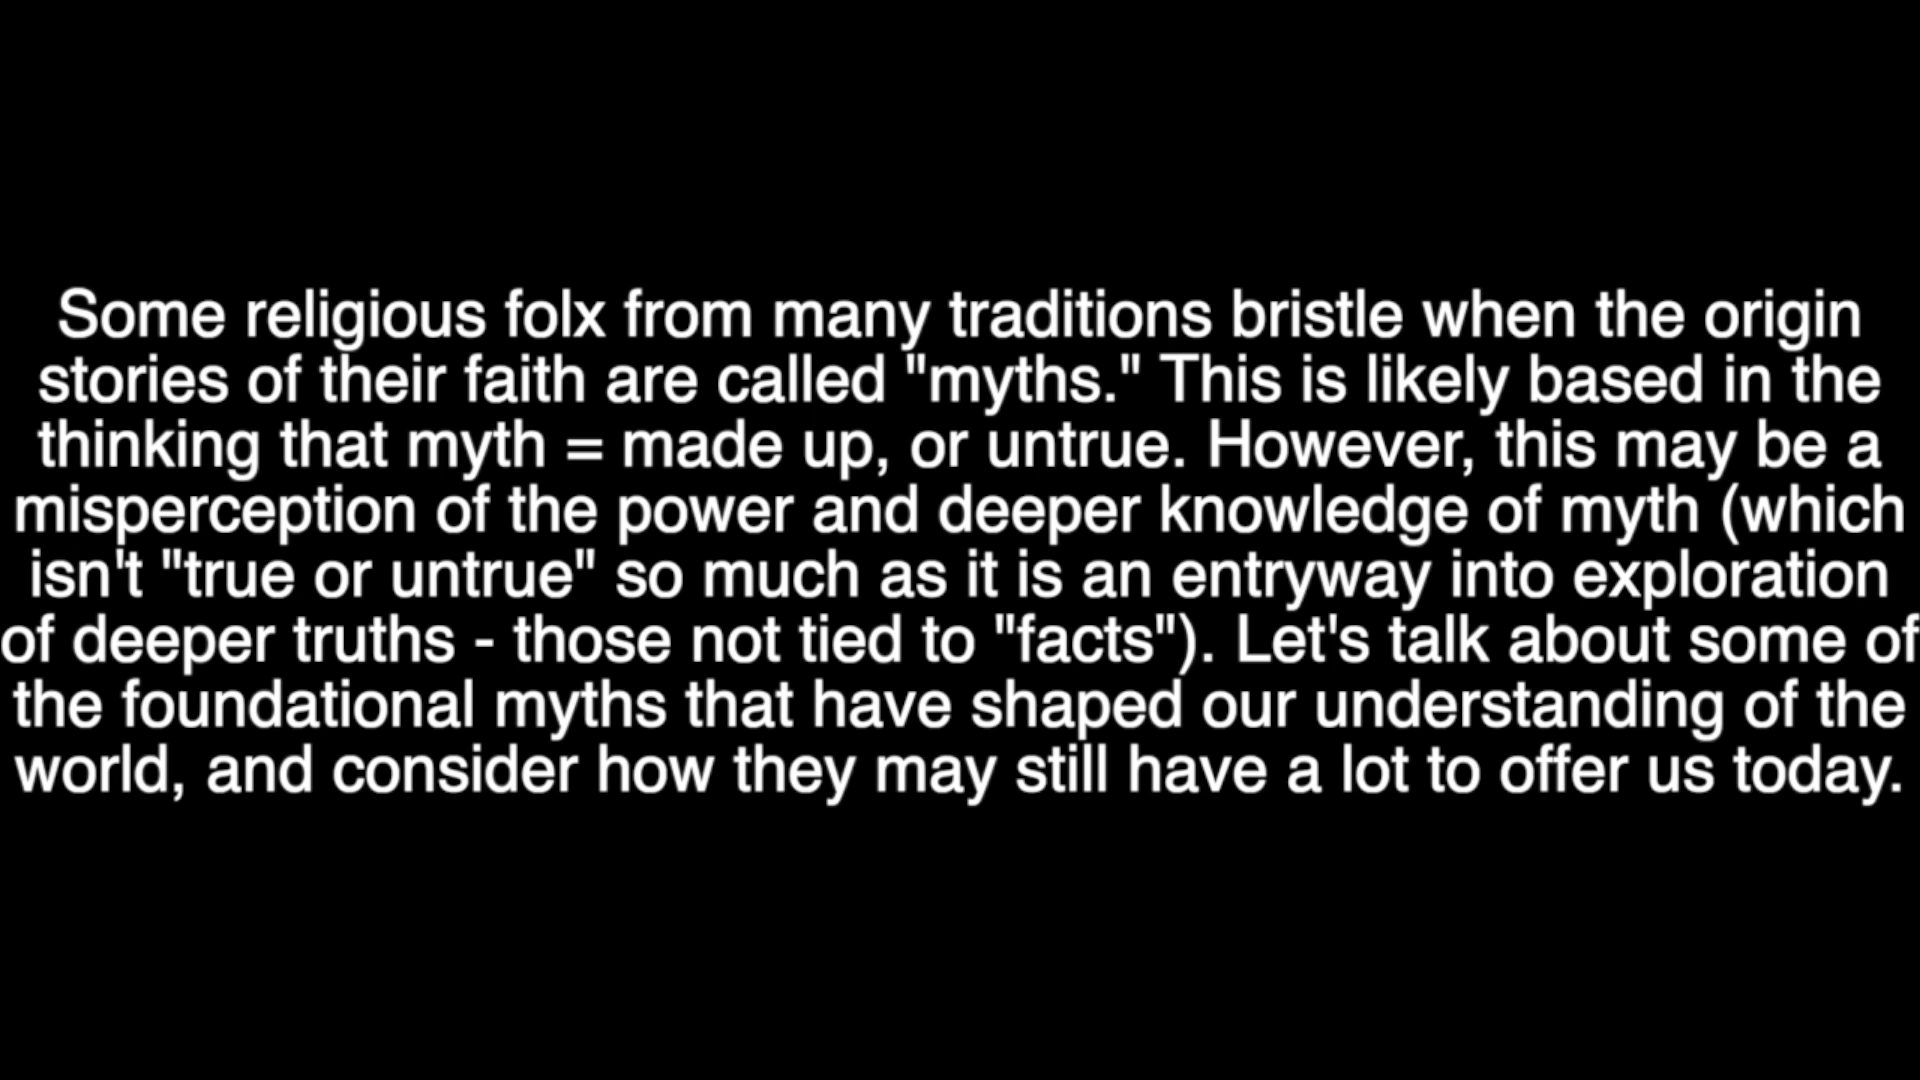 Some religious folx from many traditions bristle when the origin
stories of their faith are called "myths." This is likely based in the
thinking that myth = made up, or untrue. However, this may be a
misperception of the power and deeper knowledge of myth (which
isn't "true or untrue" so much as it is an entryway into exploration
of deeper truths - those not tied to "facts"). Let's talk about some of
the foundational myths that have shaped our understanding of the
world, and consider how they may still have a lot to offer us today.